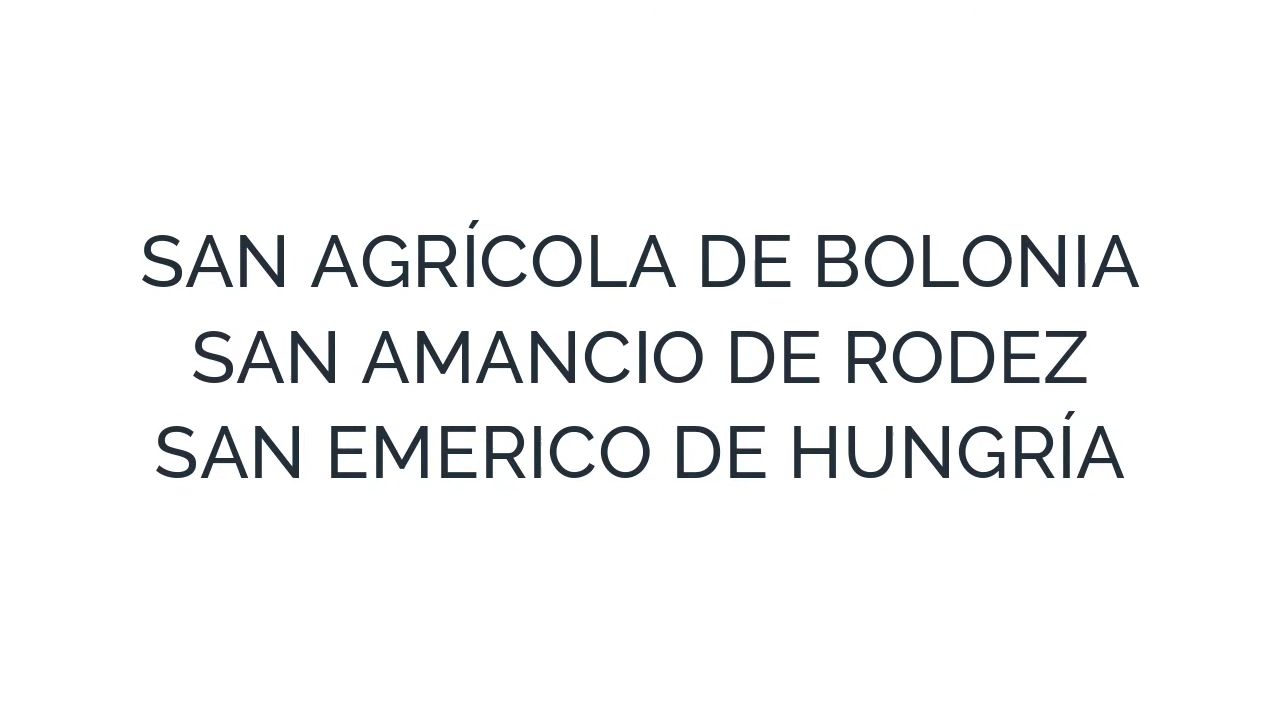 SAN AGRÍCOLA DE BOLONIA
SAN AMANCIO DE RODEZ
SAN EMERICO DE HUNGRÍA